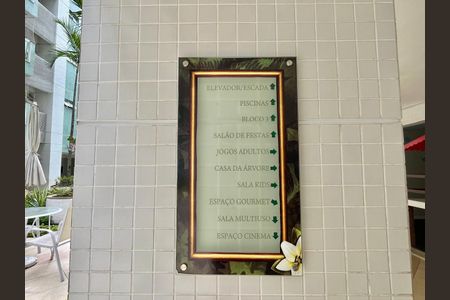 ELEVADOR/ESCADA
PISCINAS
BLOCO 3
SALÃO DE FESTAS
JOGOS ADULTOS
CASA DA ÁRVORE
SALA KIDS
ESPAÇO GOURMET
SALA MULTIUSO
ESPAÇO CINEMA